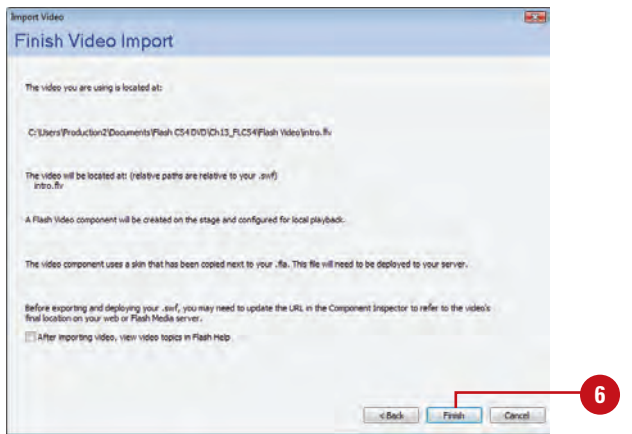 Import Video
Finish Video Import
The video you are using is located at:
C:\Users\Production2\Documents\Flash CS4 DVD\Ch13_FLCS4\Flash Video\intro.flv
The video will be located at: (relative paths are relative to your .swf)
intro.flv
A Flash Video component will be created on the stage and configured for local playback.
The video component uses a skin that has been copied next to your .fla. This file will need to be deployed to your server.
Before exporting and deploying your .swf, you may need to update the URL in the Component Inspector to refer to the video's
final location on your web or Flash Media server.
After importing video, view video topics in Flash Help
< Back Finish Cancel
6